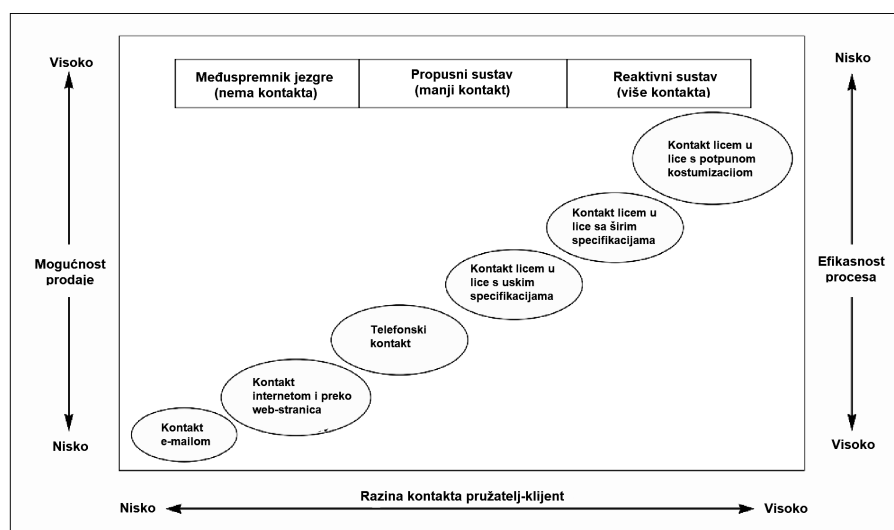 Visoko
Nisko
Međuspremnik jezgre
(nema kontakta)
Propusni sustav
(manji kontakt)
Reaktivni sustav
(više kontakta)
Kontakt licem u
lice s potpunom
kostumizacijom
Kontakt licem u
lice sa širim
specifikacijama
Mogućnost
prodaje
Kontakt licem u
lice s uskim
specifikacijama
Efikasnost
procesa
Telefonski
kontakt
Kontakt
internetom i preko
web-stranica
Kontakt
e-mailom
Nisko
Visoko
Razina kontakta pružatelj-klijent
Nisko
Visoko